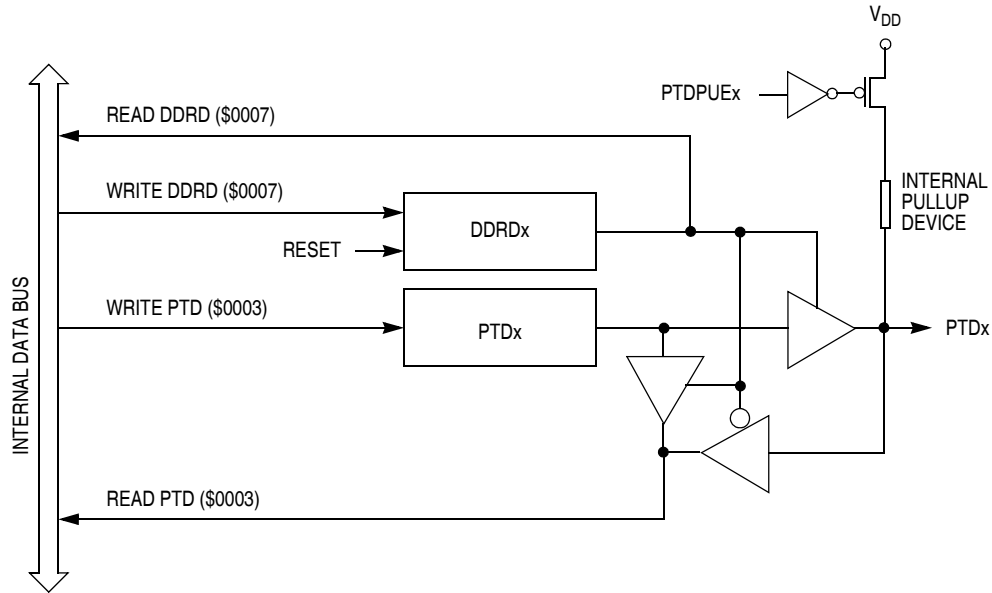 VDD
PTDPUEx
READ DDRD ($0007)
WRITE DDRD ($0007)
INTERNAL
PULLUP
DEVICE
DDRDx
RESET
WRITE PTD ($0003)
PTDx
PTDx
INTERNAL DATA BUS
READ PTD ($0003)